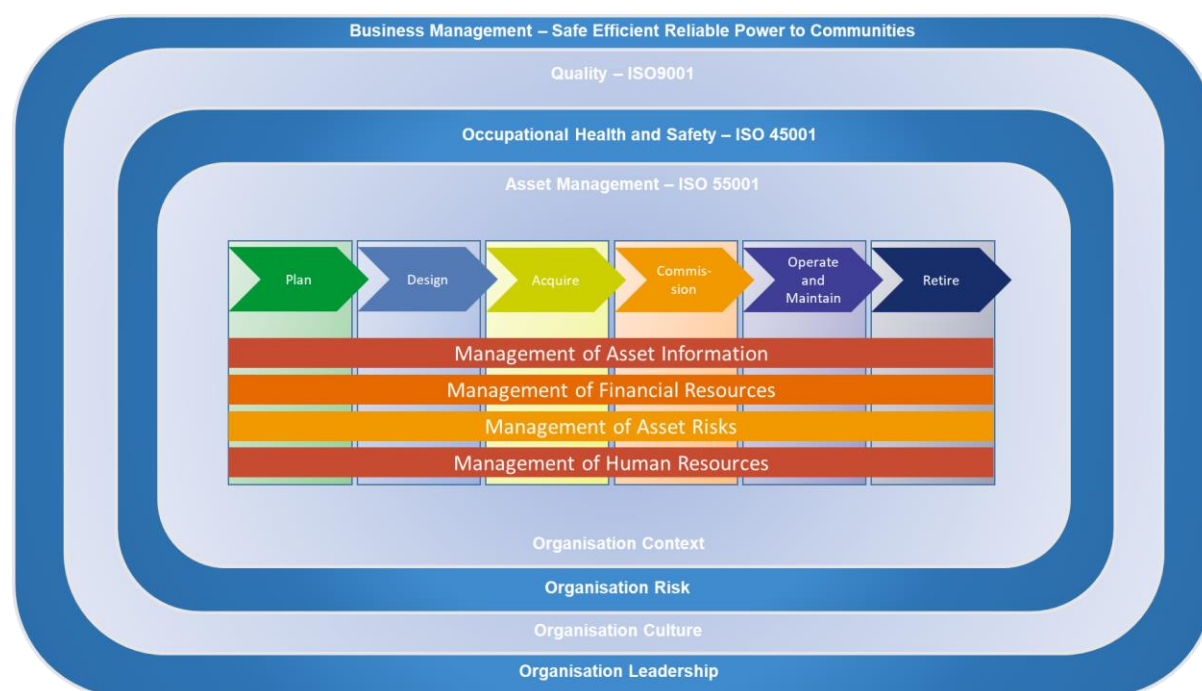 Business Management – Safe Efficient Reliable Power to Communities
Quality – ISO9001
Occupational Health and Safety – ISO 45001
Asset Management – ISO 55001
Plan
Design
Acquire
Commis-
sion
Operate
and
Maintain
Retire
Management of Asset Information
Management of Financial Resources
Management of Asset Risks
Management of Human Resources
Organisation Context
Organisation Risk
Organisation Culture
Organisation Leadership